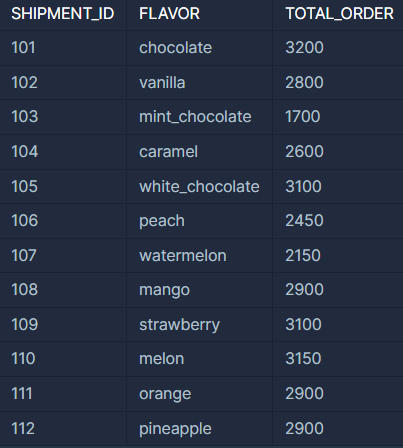 SHIPMENT_ID FLAVOR TOTAL_ORDER
101 chocolate 3200
102 vanilla 2800
103 mint_chocolate 1700
104 caramel 2600
105 white_chocolate 3100
106 peach 2450
107 watermelon 2150
108 mango 2900
109 strawberry 3100
110 melon 3150
111 orange 2900
112 pineapple 2900